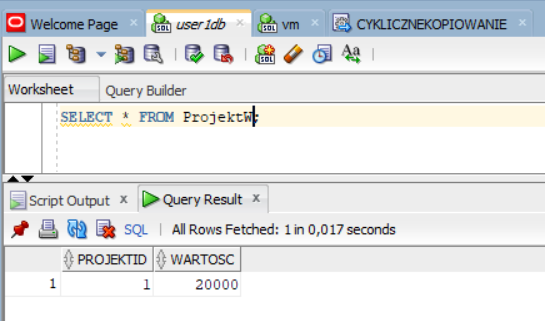 Welcome Page user1db vm CYKLICZNEKOPIOWANIE
Worksheet Query Builder
SELECT * FROM ProjektW;
Script Output x Query Result x
SQL | All Rows Fetched: 1 in 0,017 seconds
PROJEKTID WARTOSC
1 1 20000